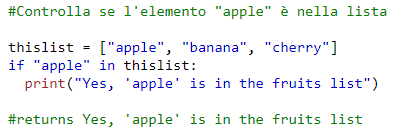 #Controlla se l'elemento "apple" è nella lista
thislist = ["apple", "banana", "cherry"]
if "apple" in thislist:
  print("Yes, 'apple' is in the fruits list")
#returns Yes, 'apple' is in the fruits list